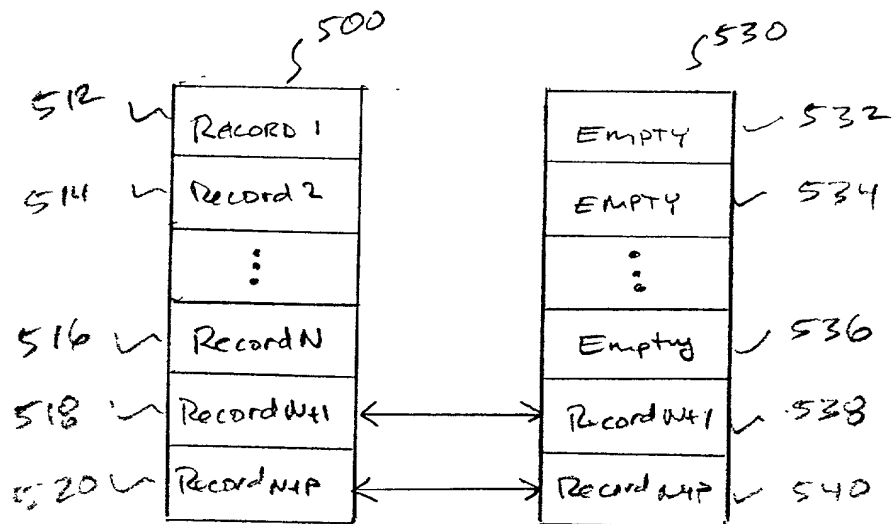 500 530
512 RECORD 1 EMPTY 532
514 Record 2 EMPTY 534
516 Record N Empty 536
518 Record N+1 Record N+1 538
520 Record N+P Record N+P 540